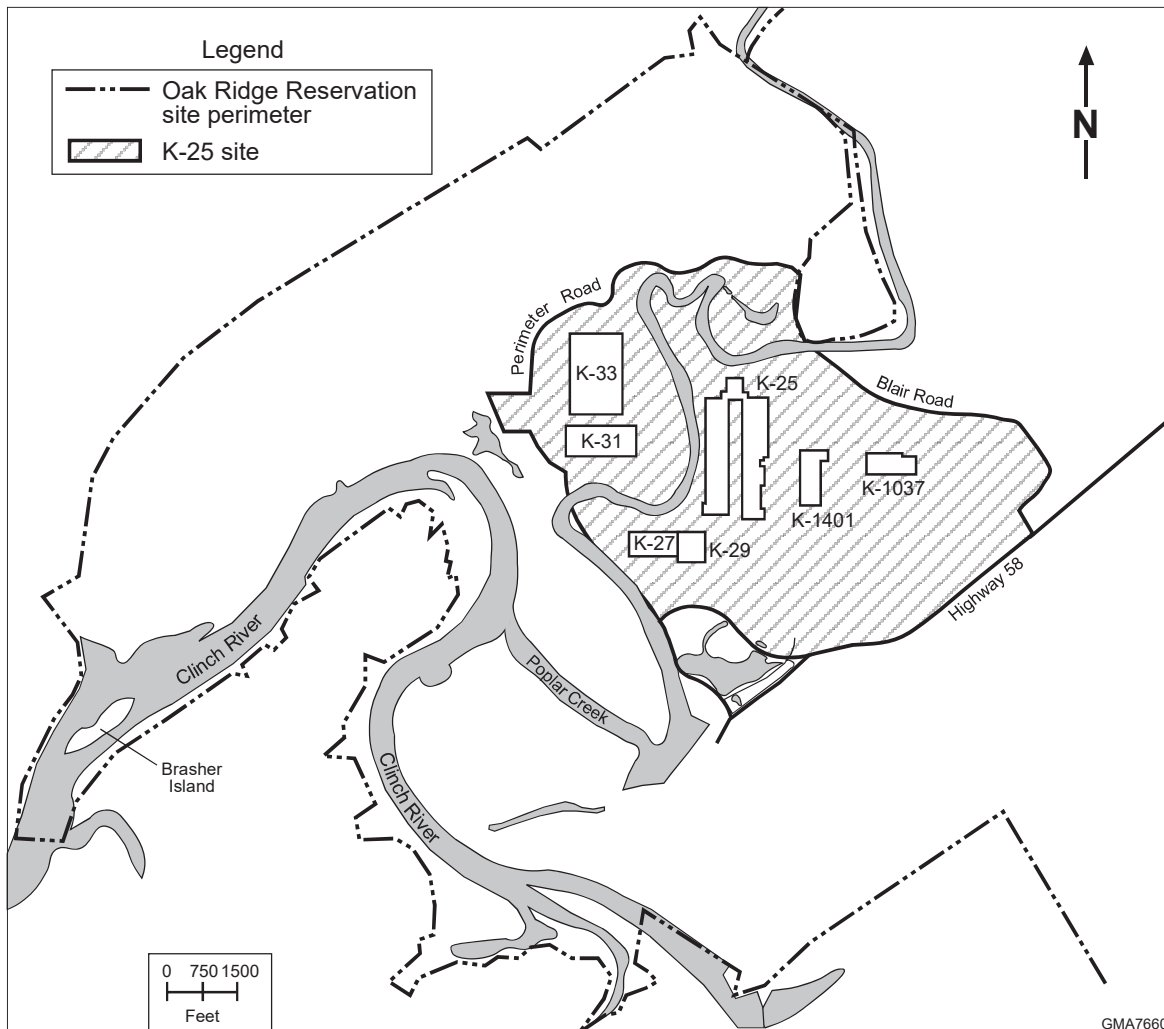 Legend
Oak Ridge Reservation
site perimeter
K-25 site
N
Perimeter Road
K-33
K-25
Blair Road
K-31
K-1037
K-1401
K-27
K-29
Highway 58
Clinch River
Poplar Creek
Brasher
Island
Clinch River
0 750 1500
Feet
GMA7660